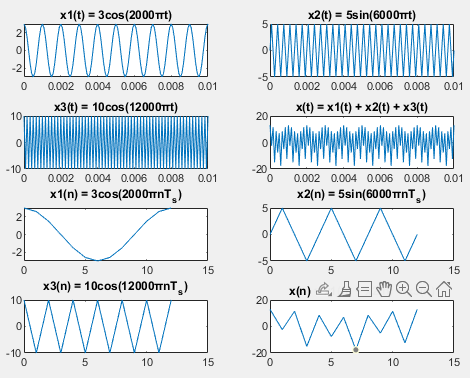 x1(t) = 3cos(2000πt)
x2(t) = 5sin(6000πt)
2
0
-2
0 0.002 0.004 0.006 0.008 0.01
5
0
-5
0 0.002 0.004 0.006 0.008 0.01
x3(t) = 10cos(12000πt)
x(t) = x1(t) + x2(t) + x3(t)
10
0
-10
0 0.002 0.004 0.006 0.008 0.01
20
0
20
0 0.002 0.004 0.006 0.008 0.01
x1(n) = 3cos(2000πnTs)
x2(n) = 5sin(6000πnTs)
2
0
-2
0 5 10 15
5
0
-5
0 5 10 15
x3(n) = 10cos(12000πnTs)
x(n)
10
0
-10
0 5 10 15
20
0
-20
0 5 10 15